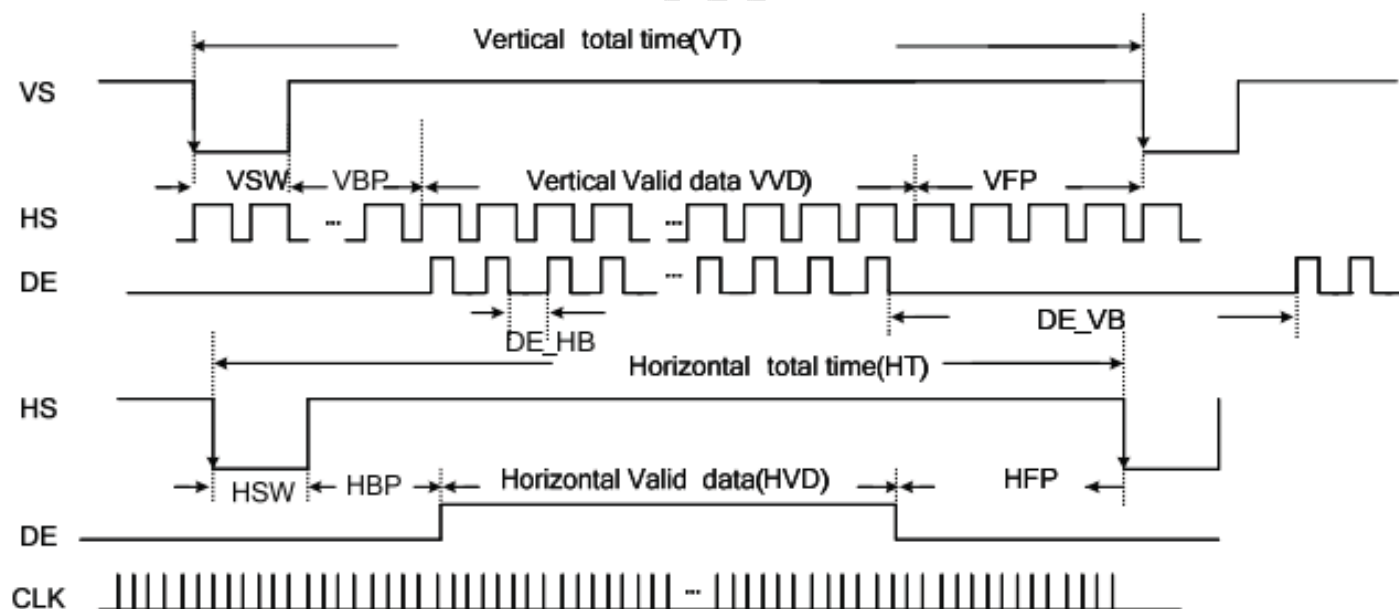 Vertical total time(VT)
VS
VSW VBP Vertical Valid data VVD) VFP
HS ... ...
DE ...
DE_HB DE_VB
Horizontal total time(HT)
HS
HSW HBP Horizontal Valid data(HVD) HFP
DE
CLK ...